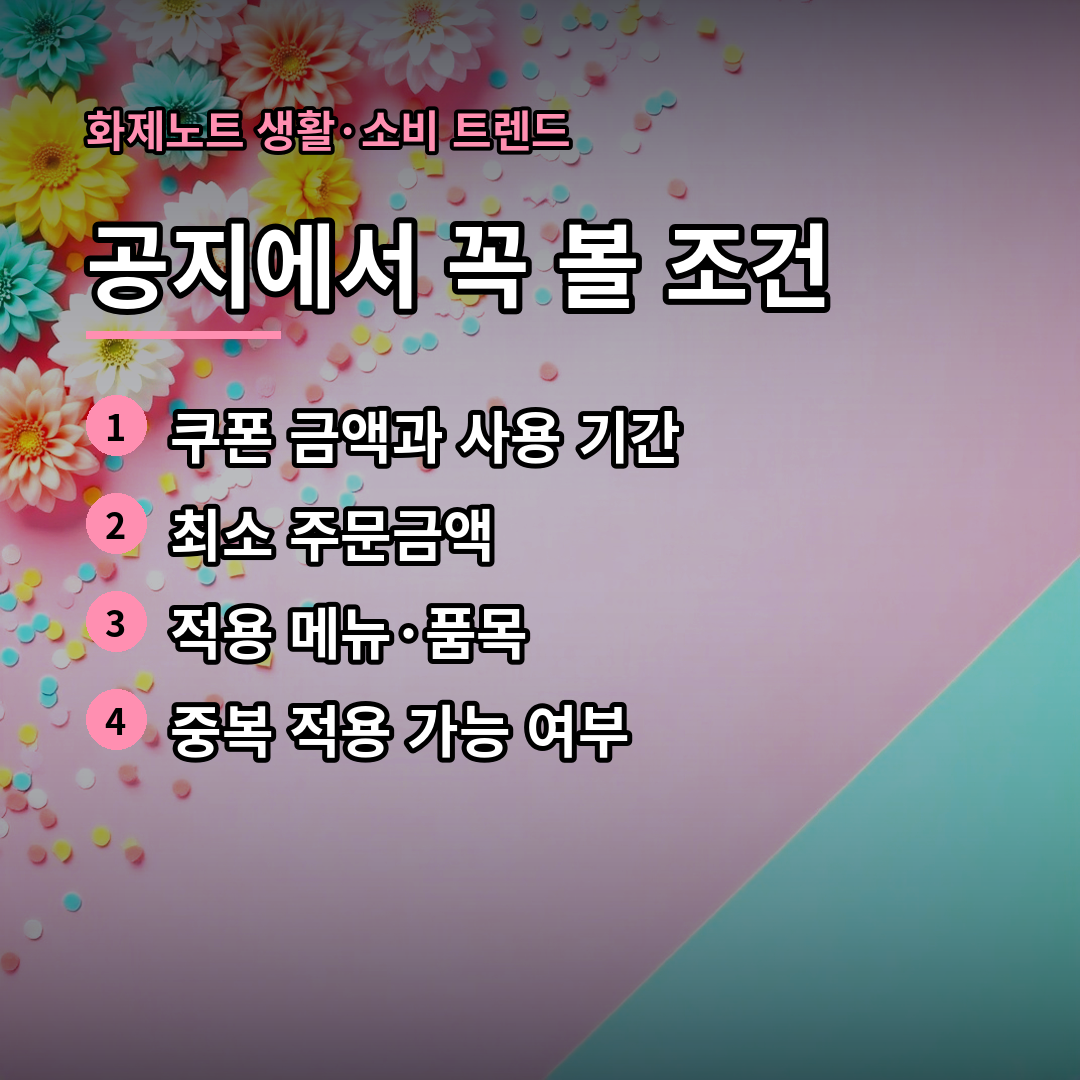 화제노트 생활·소비 트렌드
공지에서 꼭 볼 조건
1 쿠폰 금액과 사용 기간
2 최소 주문금액
3 적용 메뉴·품목
4 중복 적용 가능 여부